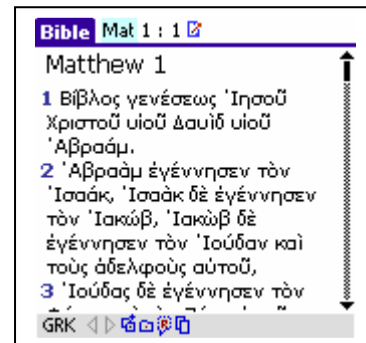 Bible Mat 1 : 1
Matthew 1
1 Βίβλος γενέσεως Ἰησοῦ
Χριστοῦ υἱοῦ Δαυὶδ υἱοῦ
Ἀβραάμ.
2 Ἀβραὰμ ἐγέννησεν τὸν
Ἰσαάκ, Ἰσαὰκ δὲ ἐγέννησεν
τὸν Ἰακώβ, Ἰακὼβ δὲ
ἐγέννησεν τὸν Ἰούδαν καὶ
τοὺς ἀδελφοὺς αὐτοῦ,
3 Ἰούδας δὲ ἐγέννησεν τὸν
GRK